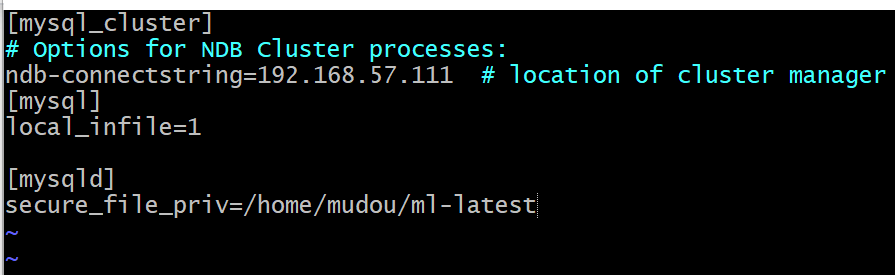 [mysql_cluster]
# Options for NDB Cluster processes:
ndb-connectstring=192.168.57.111  # location of cluster manager
[mysql]
local_infile=1
[mysqld]
secure_file_priv=/home/mudou/ml-latest
~
~